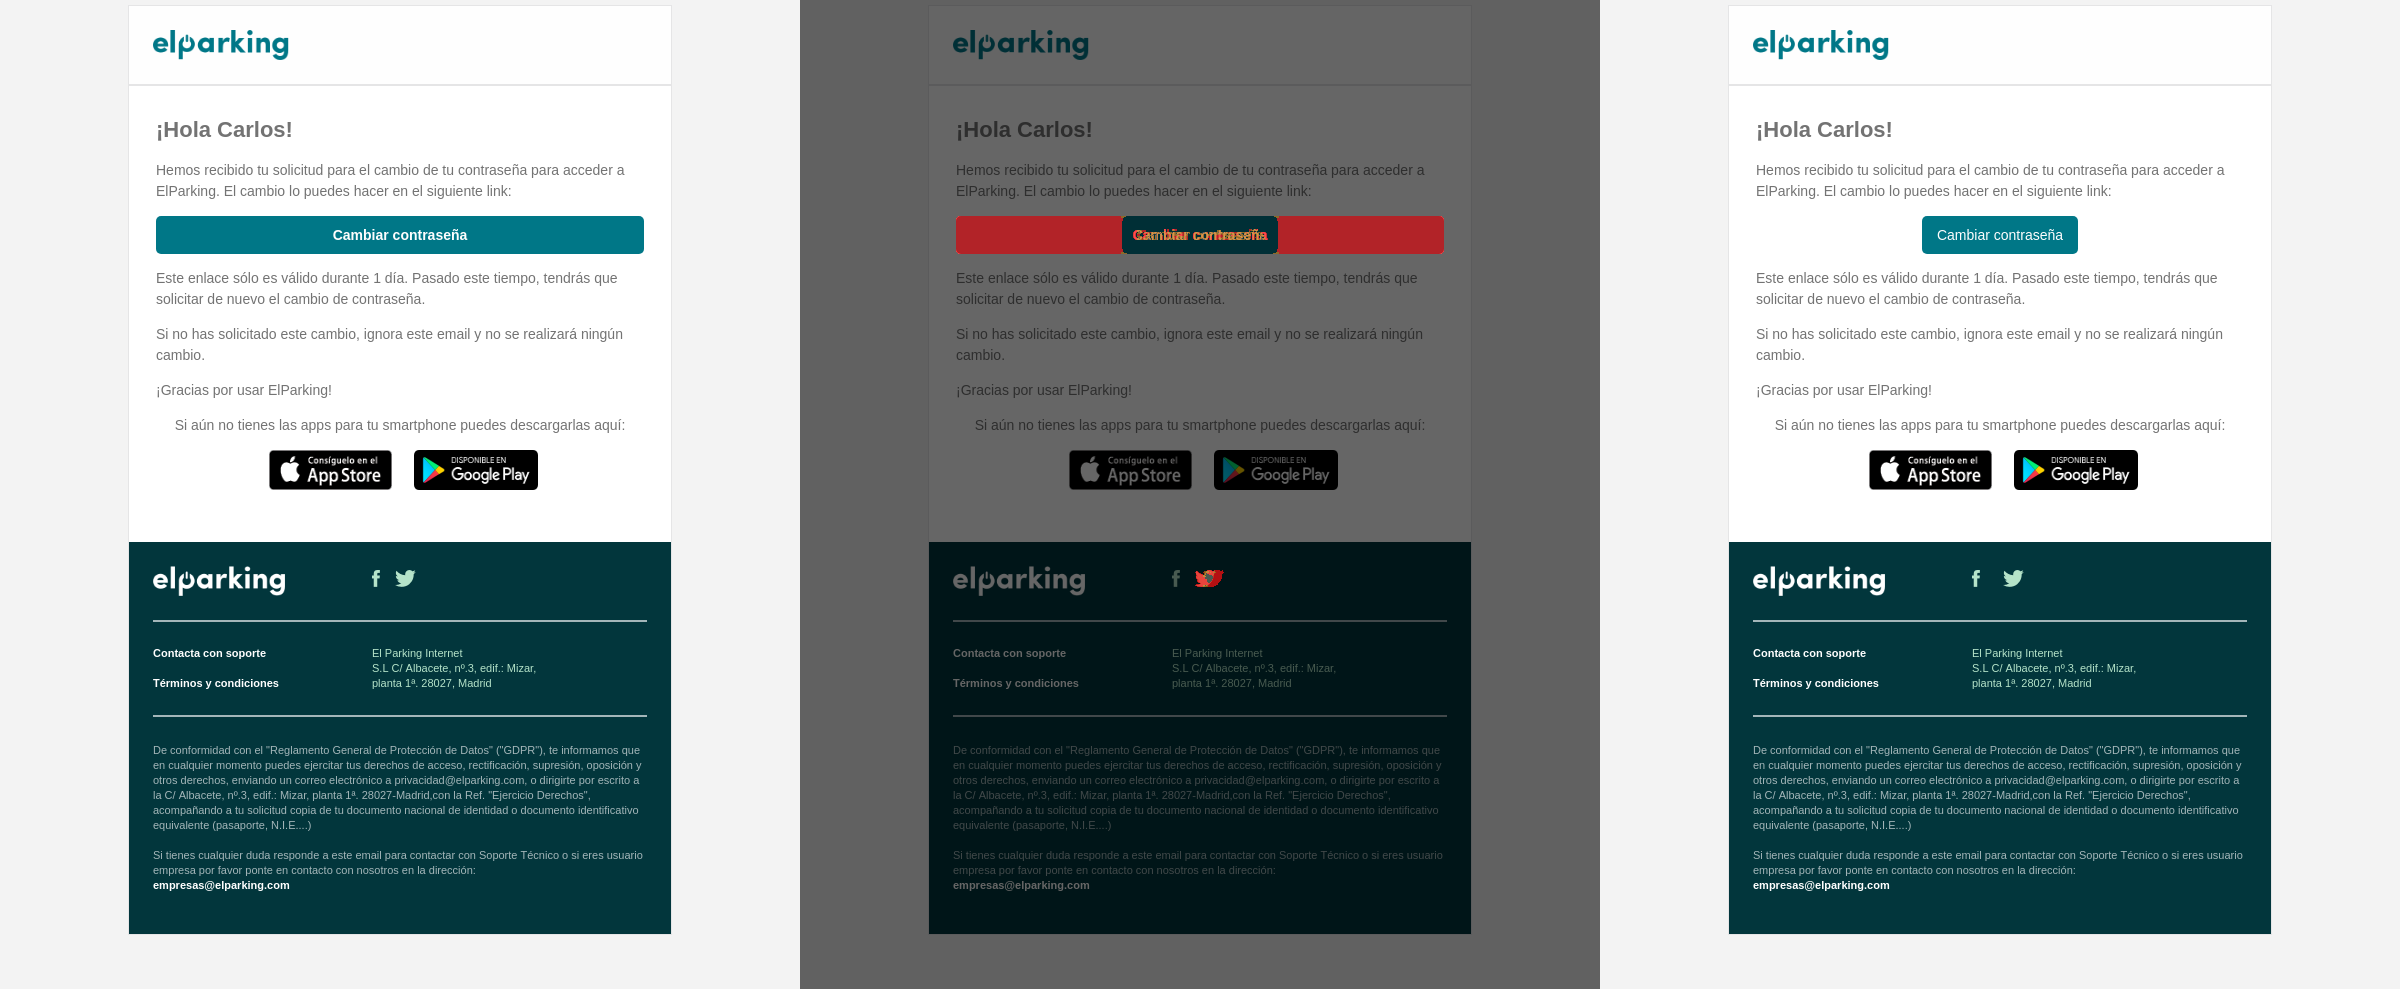 elparking
¡Hola Carlos!
Hemos recibido tu solicitud para el cambio de tu contraseña para acceder a
ElParking. El cambio lo puedes hacer en el siguiente link:
Cambiar contraseña
Este enlace sólo es válido durante 1 día. Pasado este tiempo, tendrás que
solicitar de nuevo el cambio de contraseña.
Si no has solicitado este cambio, ignora este email y no se realizará ningún
cambio.
¡Gracias por usar ElParking!
Si aún no tienes las apps para tu smartphone puedes descargarlas aquí:
Consíguelo en el
App Store
DISPONIBLE EN
Google Play
elparking
Contacta con soporte
Términos y condiciones
El Parking Internet
S.L C/ Albacete, nº.3, edif.: Mizar,
planta 1ª. 28027, Madrid
De conformidad con el "Reglamento General de Protección de Datos" ("GDPR"), te informamos que
en cualquier momento puedes ejercitar tus derechos de acceso, rectificación, supresión, oposición y
otros derechos, enviando un correo electrónico a privacidad@elparking.com, o dirigirte por escrito a
la C/ Albacete, nº.3, edif.: Mizar, planta 1ª. 28027-Madrid,con la Ref. "Ejercicio Derechos",
acompañando a tu solicitud copia de tu documento nacional de identidad o documento identificativo
equivalente (pasaporte, N.I.E....)
Si tienes cualquier duda responde a este email para contactar con Soporte Técnico o si eres usuario
empresa por favor ponte en contacto con nosotros en la dirección:
empresas@elparking.com
elparking
¡Hola Carlos!
Hemos recibido tu solicitud para el cambio de tu contraseña para acceder a
ElParking. El cambio lo puedes hacer en el siguiente link:
Cambiar contraseña
Este enlace sólo es válido durante 1 día. Pasado este tiempo, tendrás que
solicitar de nuevo el cambio de contraseña.
Si no has solicitado este cambio, ignora este email y no se realizará ningún
cambio.
¡Gracias por usar ElParking!
Si aún no tienes las apps para tu smartphone puedes descargarlas aquí:
Consíguelo en el
App Store
DISPONIBLE EN
Google Play
elparking
Contacta con soporte
Términos y condiciones
El Parking Internet
S.L C/ Albacete, nº.3, edif.: Mizar,
planta 1ª. 28027, Madrid
De conformidad con el "Reglamento General de Protección de Datos" ("GDPR"), te informamos que
en cualquier momento puedes ejercitar tus derechos de acceso, rectificación, supresión, oposición y
otros derechos, enviando un correo electrónico a privacidad@elparking.com, o dirigirte por escrito a
la C/ Albacete, nº.3, edif.: Mizar, planta 1ª. 28027-Madrid,con la Ref. "Ejercicio Derechos",
acompañando a tu solicitud copia de tu documento nacional de identidad o documento identificativo
equivalente (pasaporte, N.I.E....)
Si tienes cualquier duda responde a este email para contactar con Soporte Técnico o si eres usuario
empresa por favor ponte en contacto con nosotros en la dirección:
empresas@elparking.com
elparking
¡Hola Carlos!
Hemos recibido tu solicitud para el cambio de tu contraseña para acceder a
ElParking. El cambio lo puedes hacer en el siguiente link:
Cambiar contraseña
Este enlace sólo es válido durante 1 día. Pasado este tiempo, tendrás que
solicitar de nuevo el cambio de contraseña.
Si no has solicitado este cambio, ignora este email y no se realizará ningún
cambio.
¡Gracias por usar ElParking!
Si aún no tienes las apps para tu smartphone puedes descargarlas aquí:
Consíguelo en el
App Store
DISPONIBLE EN
Google Play
elparking
Contacta con soporte
Términos y condiciones
El Parking Internet
S.L C/ Albacete, nº.3, edif.: Mizar,
planta 1ª. 28027, Madrid
De conformidad con el "Reglamento General de Protección de Datos" ("GDPR"), te informamos que
en cualquier momento puedes ejercitar tus derechos de acceso, rectificación, supresión, oposición y
otros derechos, enviando un correo electrónico a privacidad@elparking.com, o dirigirte por escrito a
la C/ Albacete, nº.3, edif.: Mizar, planta 1ª. 28027-Madrid,con la Ref. "Ejercicio Derechos",
acompañando a tu solicitud copia de tu documento nacional de identidad o documento identificativo
equivalente (pasaporte, N.I.E....)
Si tienes cualquier duda responde a este email para contactar con Soporte Técnico o si eres usuario
empresa por favor ponte en contacto con nosotros en la dirección:
empresas@elparking.com